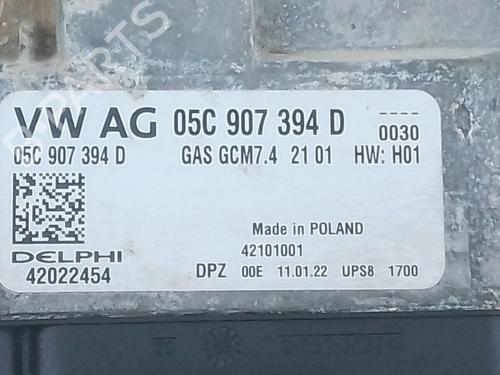 VW AG 05C 907 394 D ----
0030
05C 907 394 D GAS GCM7.4 21 01 HW: H01
Made in POLAND
DELPHI 42101001
42022454 DPZ 00E 11.01.22 UPS8 1700